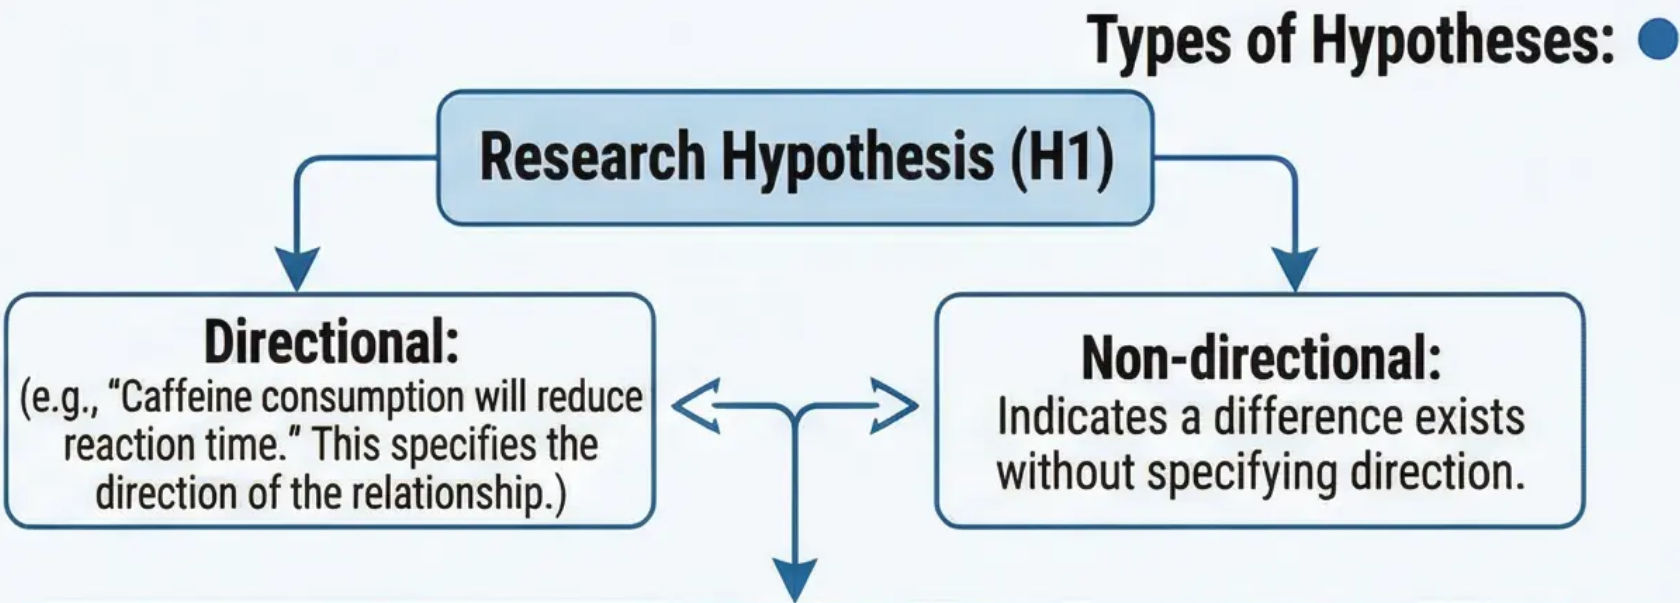 Types of Hypotheses:
Research Hypothesis (H1)
Directional:
(e.g., "Caffeine consumption will reduce
reaction time." This specifies the
direction of the relationship.)
Non-directional:
Indicates a difference exists
without specifying direction.